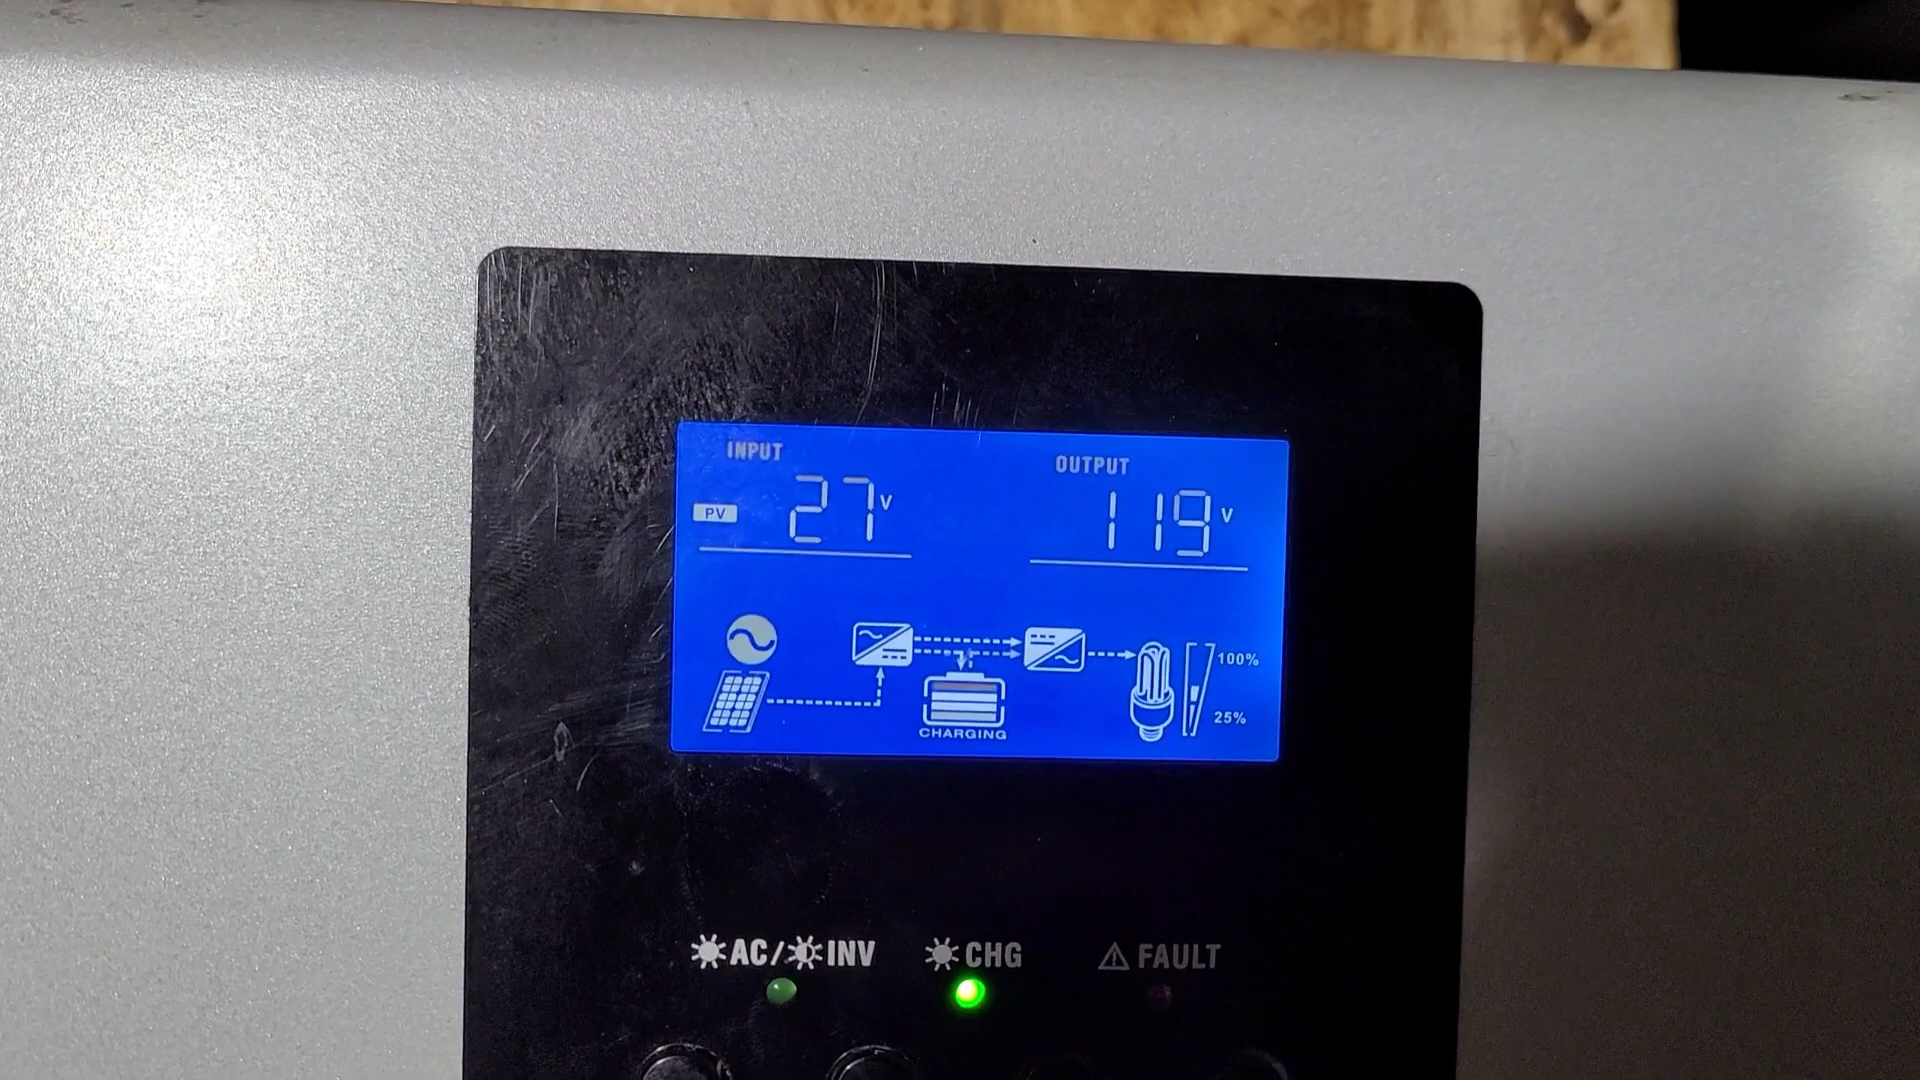 INPUT
OUTPUT
PV 27V
119V
100%
25%
CHARGING
AC/INV
CHG
FAULT